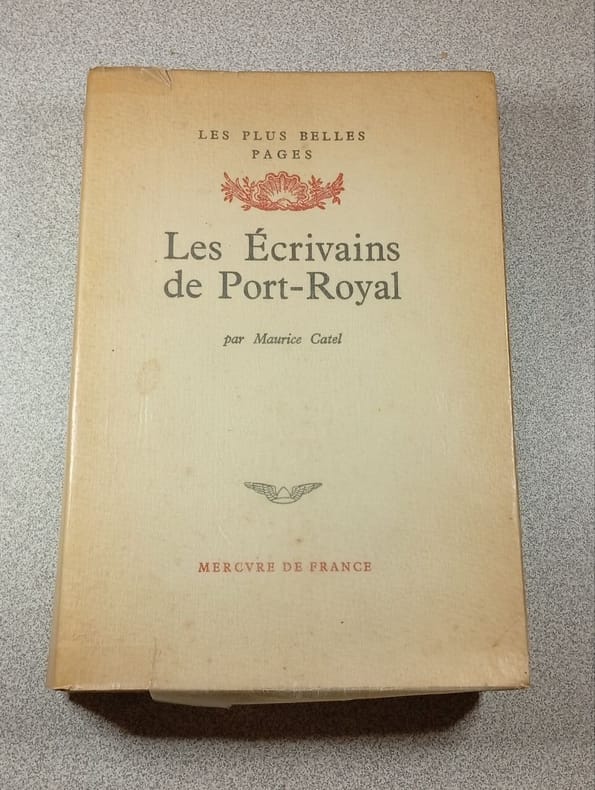 LES PLUS BELLES
PAGES
Les Écrivains
de Port-Royal
par Maurice Catel
MERCVRE DE FRANCE